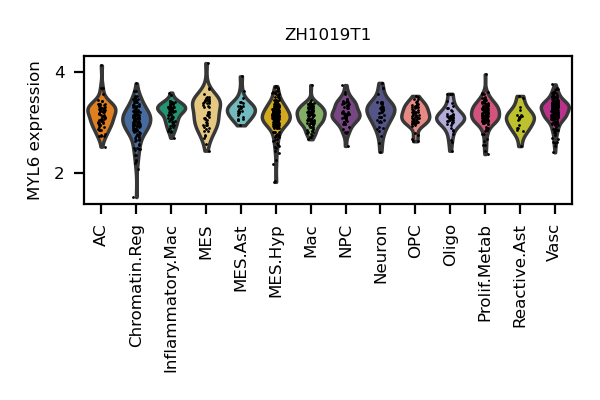 ZH1019T1
MYL6 expression
4
2
AC
Chromatin.Reg
Inflammatory.Mac
MES
MES.Ast
MES.Hyp
Mac
NPC
Neuron
OPC
Oligo
Prolif.Metab
Reactive.Ast
Vasc